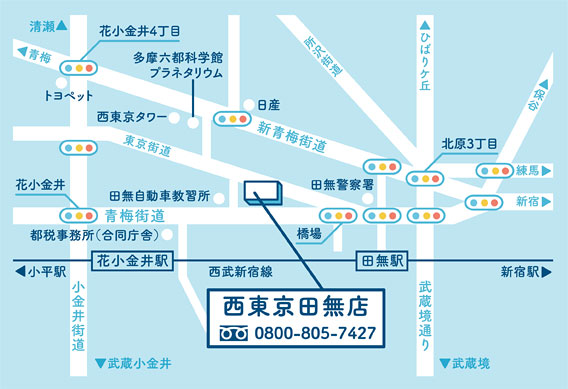 清瀬▲
花小金井4丁目
◀青梅
多摩六都科学館
プラネタリウム
所沢街道
▲ひばりケ丘
保谷▲
トヨペット
西東京タワー
日産
新青梅街道
東京街道
北原3丁目
練馬▶
花小金井
田無自動車教習所
田無警察署
新宿▶
青梅街道
都税事務所(合同庁舎)
橋場
◀小平駅
花小金井駅
西武新宿線
田無駅
新宿駅▶
小金井街道
西東京田無店
0800-805-7427
武蔵境通り
▼武蔵小金井
▼武蔵境